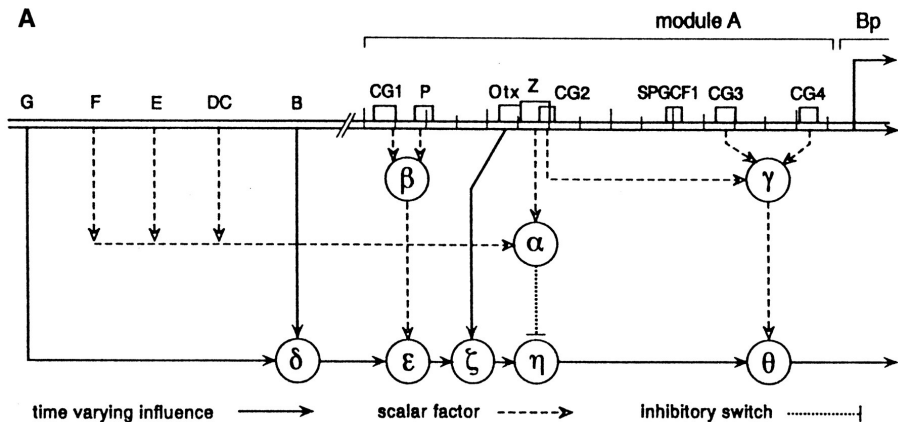 A
module A
Bp
G F E DC B CG1 P Otx Z CG2 SPGCF1 CG3 CG4
β γ
α
δ ε ζ η θ
time varying influence scalar factor inhibitory switch